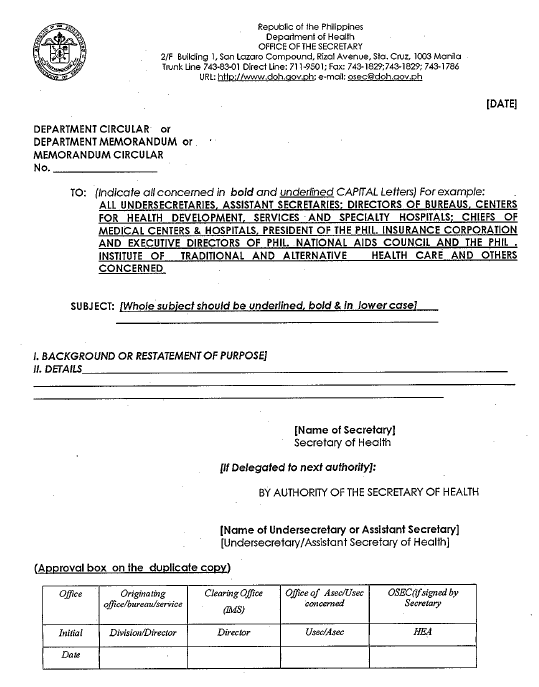 Republic of the Philippines
Department of Health
OFFICE OF THE SECRETARY
2/F Building 1, San Lazaro Compound, Rizal Avenue, Sta. Cruz, 1003 Manila
Trunk Line 743-83-01 Direct Line: 711-9501; Fax: 743-1829;743-1829; 743-1786
URL: http://www.doh.gov.ph; e-mail: osec@doh.gov.ph
[DATE]
DEPARTMENT CIRCULAR or
DEPARTMENT MEMORANDUM or
MEMORANDUM CIRCULAR
No. ___________________
TO: (Indicate all concerned in bold and underlined CAPITAL Letters) For example:
ALL UNDERSECRETARIES, ASSISTANT SECRETARIES; DIRECTORS OF BUREAUS, CENTERS
FOR HEALTH DEVELOPMENT, SERVICES AND SPECIALTY HOSPITALS; CHIEFS OF
MEDICAL CENTERS & HOSPITALS, PRESIDENT OF THE PHIL. INSURANCE CORPORATION
AND EXECUTIVE DIRECTORS OF PHIL. NATIONAL AIDS COUNCIL AND THE PHIL .
INSTITUTE OF TRADITIONAL AND ALTERNATIVE HEALTH CARE AND OTHERS
CONCERNED
SUBJECT: [Whole subject should be underlined, bold & in lower case]
I. BACKGROUND OR RESTATEMENT OF PURPOSE]
II. DETAILS
[Name of Secretary]
Secretary of Health
[If Delegated to next authority]:
BY AUTHORITY OF THE SECRETARY OF HEALTH
[Name of Undersecretary or Assistant Secretary]
[Undersecretary/Assistant Secretary of Health]
(Approval box on the duplicate copy)
Office Originating office/bureau/service Clearing Office (IMS) Office of Asec/Usec concerned OSEC(if signed by Secretary
Initial Division/Director Director Usec/Asec HEA
Date